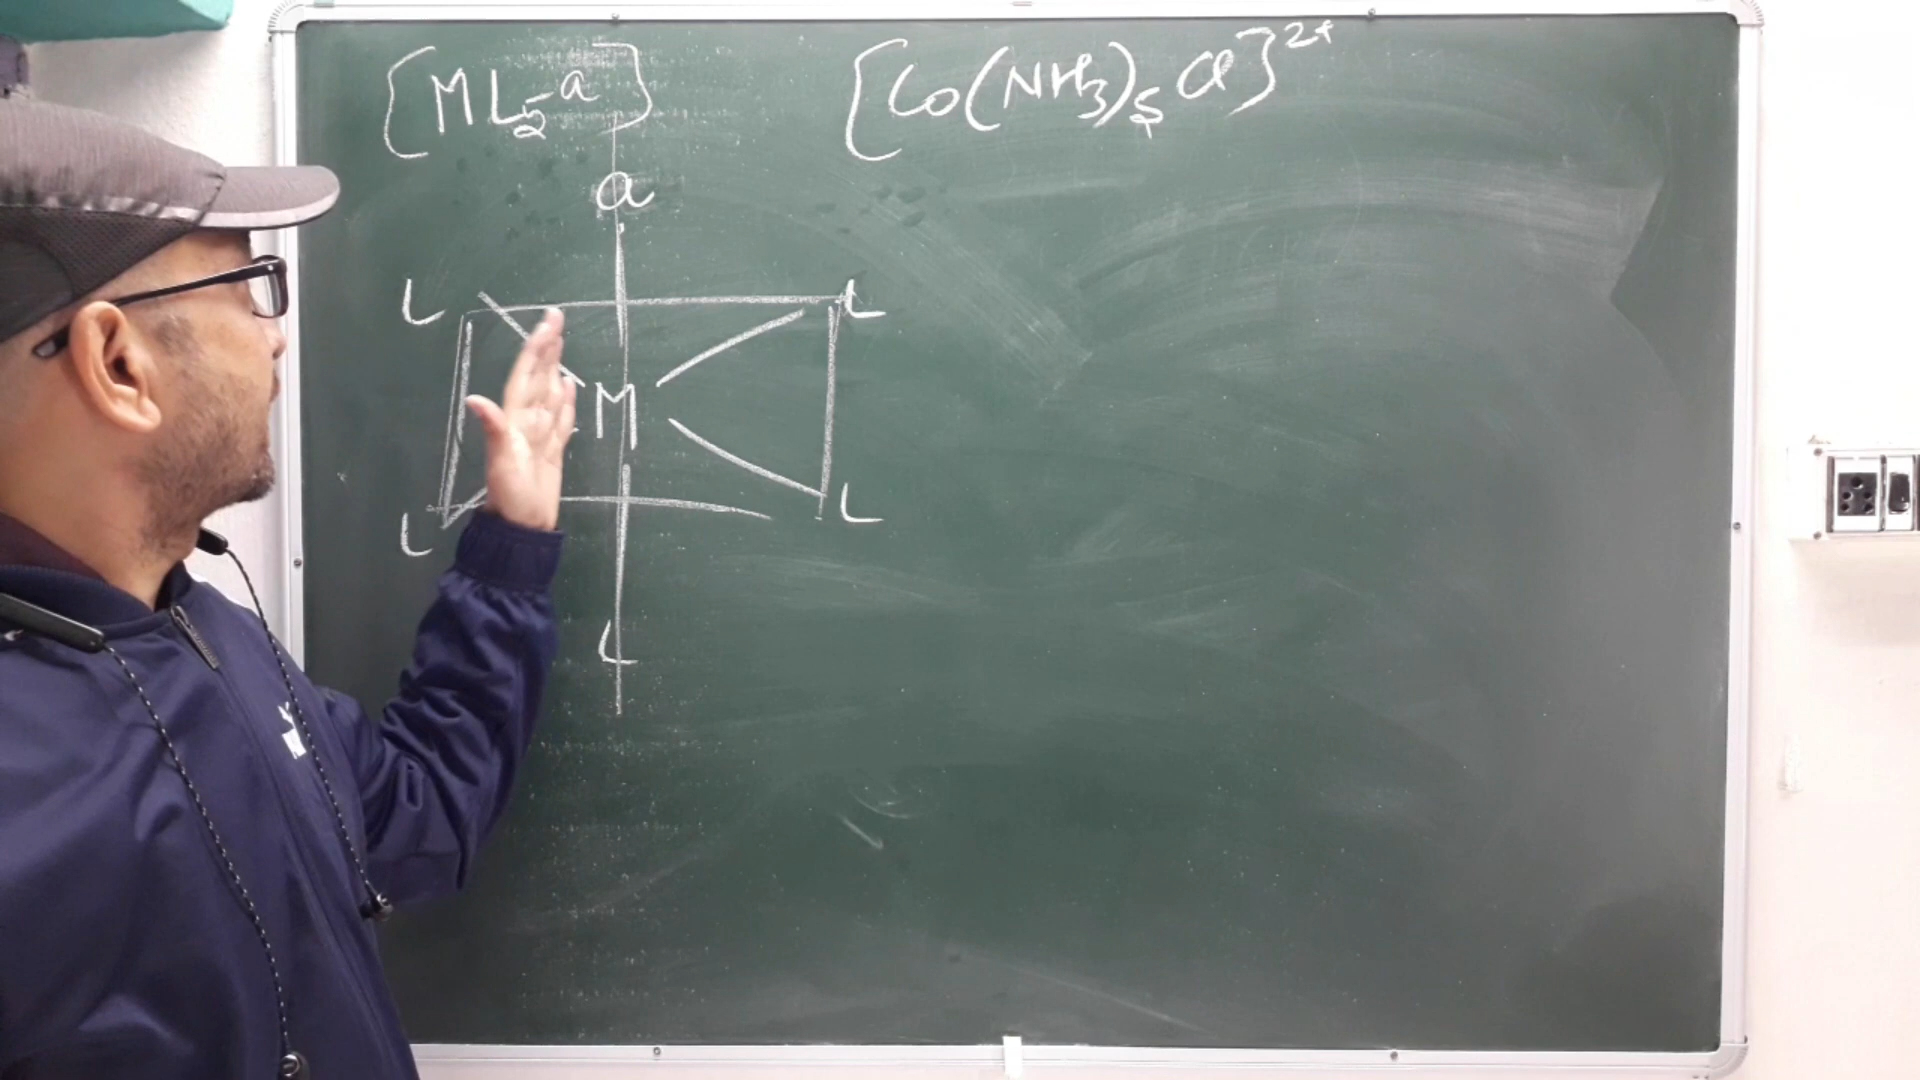 [ML₅a] [Co(NH₃)₅Cl]²⁺
a
L L
M
L L
L